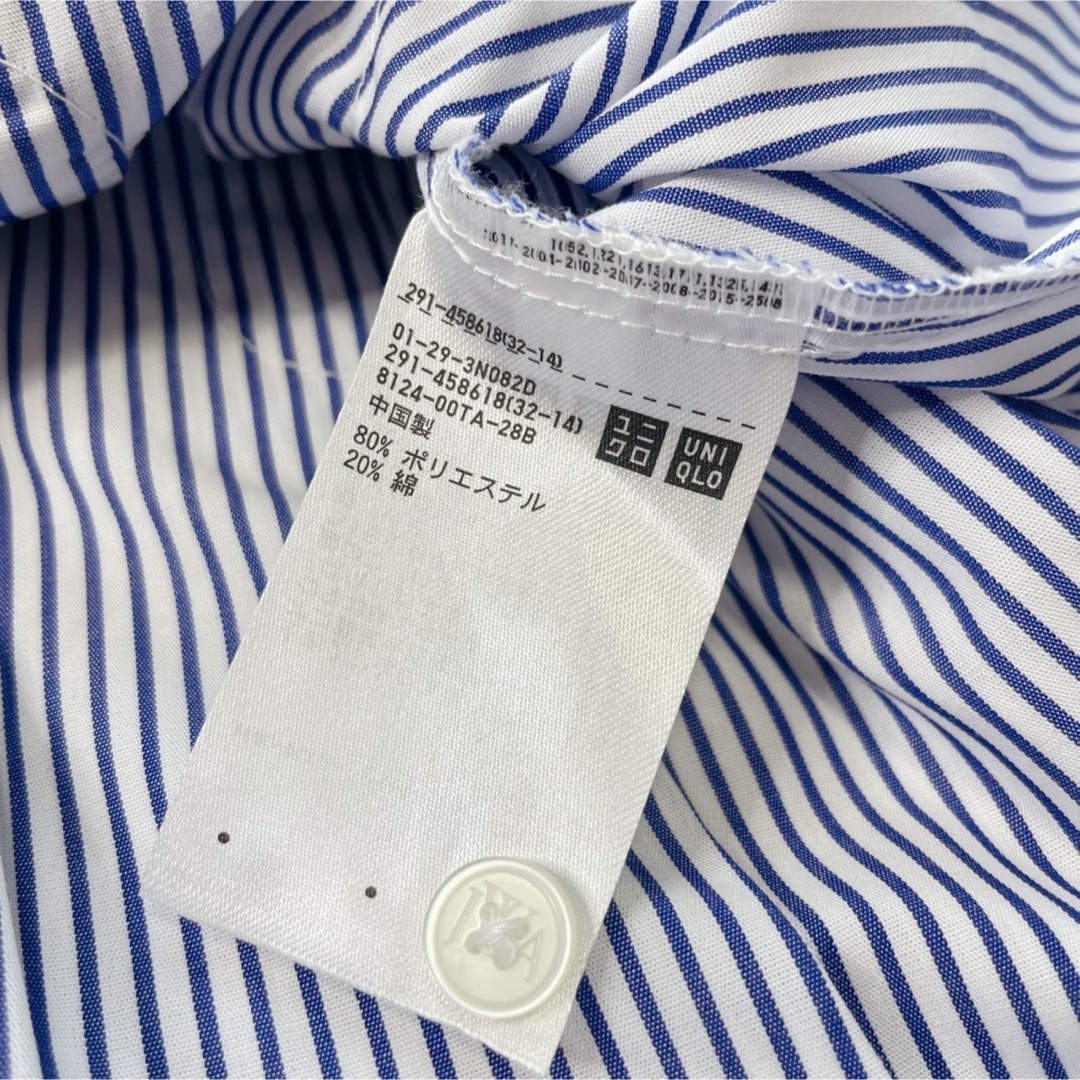 291-458618(32-14)
01-29-3N082D
291-458618(32-14)
8124-00TA-28B
中国製
80% ポリエステル
20% 綿
ユニ
クロ
UNI
QLO